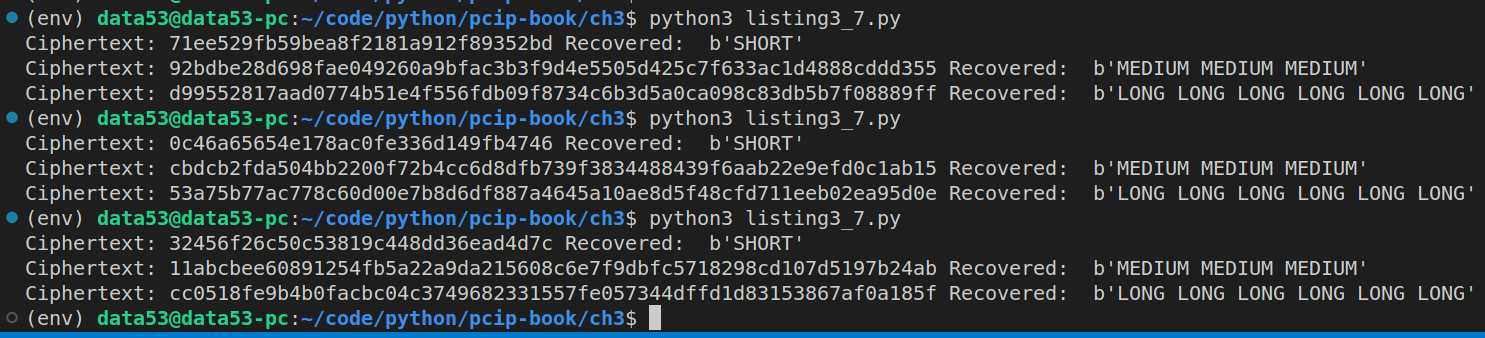 (env) data53@data53-pc:~/code/python/pcip-book/ch3$ python3 listing3_7.py
Ciphertext: 71ee529fb59bea8f2181a912f89352bd Recovered:  b'SHORT'
Ciphertext: 92bdbe28d698fae049260a9bfac3b3f9d4e5505d425c7f633ac1d4888cddd355 Recovered:  b'MEDIUM MEDIUM MEDIUM'
Ciphertext: d99552817aad0774b51e4f556fdb09f8734c6b3d5a0ca098c83db5b7f08889ff Recovered:  b'LONG LONG LONG LONG LONG LONG'
(env) data53@data53-pc:~/code/python/pcip-book/ch3$ python3 listing3_7.py
Ciphertext: 0c46a65654e178ac0fe336d149fb4746 Recovered:  b'SHORT'
Ciphertext: cbdcb2fda504bb2200f72b4cc6d8dfb739f3834488439f6aab22e9efd0c1ab15 Recovered:  b'MEDIUM MEDIUM MEDIUM'
Ciphertext: 53a75b77ac778c60d00e7b8d6df887a4645a10ae8d5f48cfd711eeb02ea95d0e Recovered:  b'LONG LONG LONG LONG LONG LONG'
(env) data53@data53-pc:~/code/python/pcip-book/ch3$ python3 listing3_7.py
Ciphertext: 32456f26c50c53819c448dd36ead4d7c Recovered:  b'SHORT'
Ciphertext: 11abcbee60891254fb5a22a9da215608c6e7f9dbfc5718298cd107d5197b24ab Recovered:  b'MEDIUM MEDIUM MEDIUM'
Ciphertext: cc0518fe9b4b0facbc04c3749682331557fe057344dffd1d83153867af0a185f Recovered:  b'LONG LONG LONG LONG LONG LONG'
(env) data53@data53-pc:~/code/python/pcip-book/ch3$